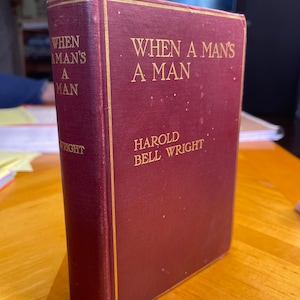 WHEN
A MAN'S
A
MAN
WRIGHT
WHEN A MAN'S
A MAN
HAROLD
BELL WRIGHT